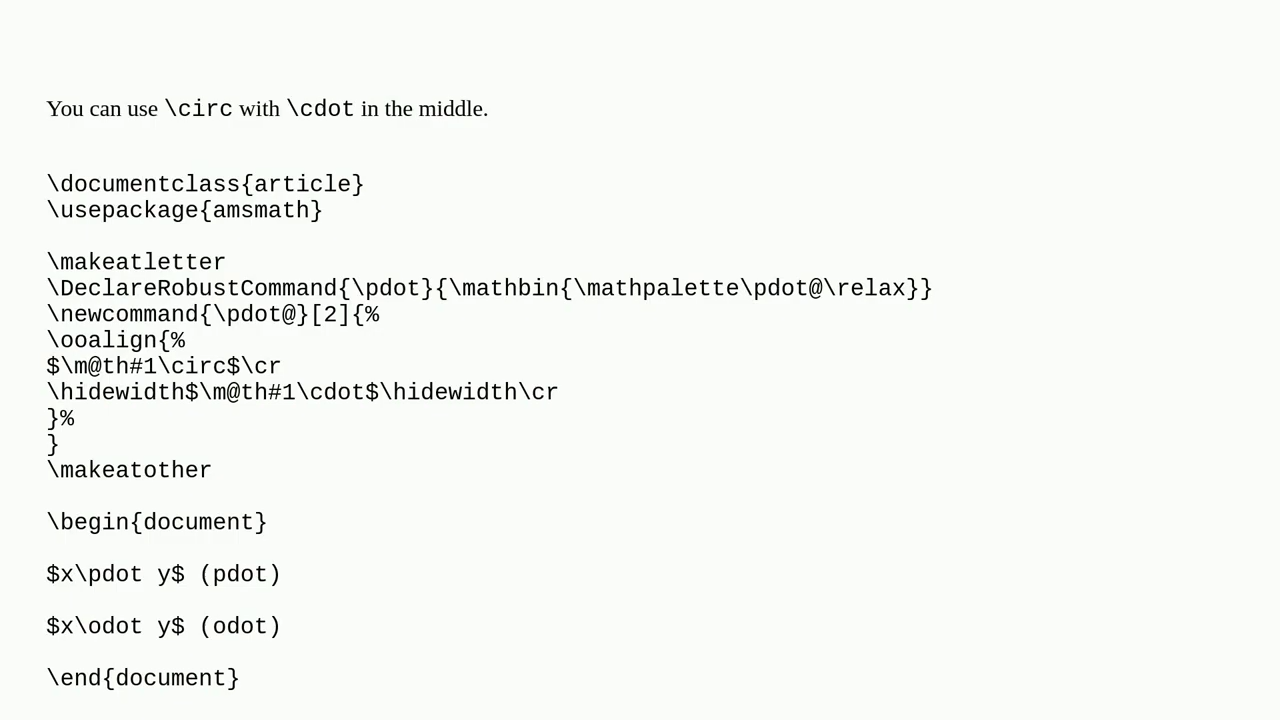 You can use \circ with \cdot in the middle.
\documentclass{article}
\usepackage{amsmath}
\makeatletter
\DeclareRobustCommand{\pdot}{\mathbin{\mathpalette\pdot@\relax}}
\newcommand{\pdot@}[2]{%
\ooalign{%
$\m@th#1\circ$\cr
\hidewidth$\m@th#1\cdot$\hidewidth\cr
}%
}
\makeatother
\begin{document}
$x\pdot y$ (pdot)
$x\odot y$ (odot)
\end{document}